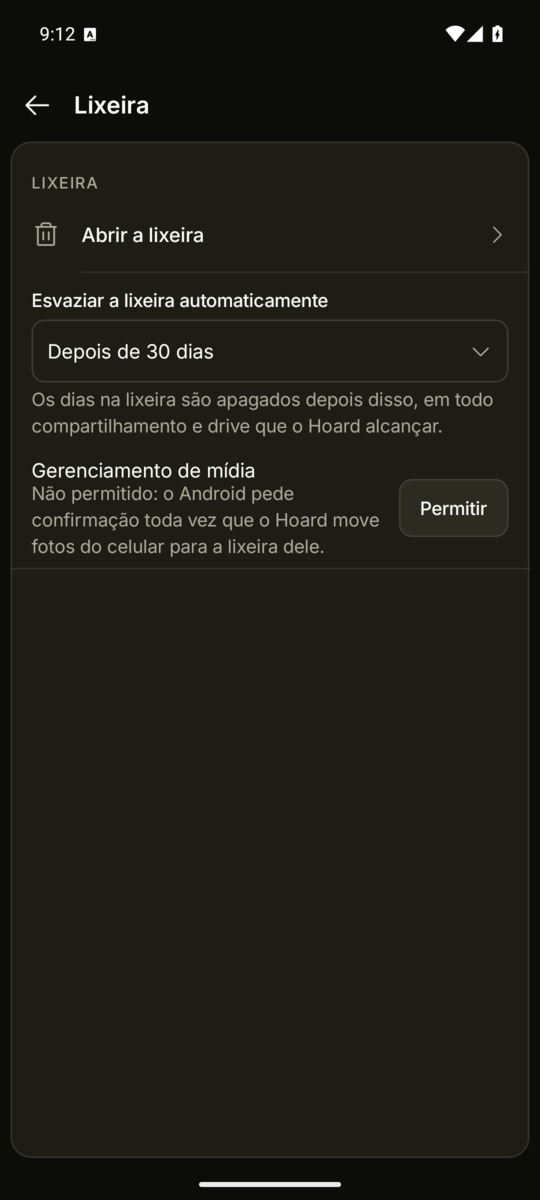 9:12
Lixeira
LIXEIRA
Abrir a lixeira
Esvaziar a lixeira automaticamente
Depois de 30 dias
Os dias na lixeira são apagados depois disso, em todo
compartilhamento e drive que o Hoard alcançar.
Gerenciamento de mídia
Não permitido: o Android pede
confirmação toda vez que o Hoard move
fotos do celular para a lixeira dele.
Permitir